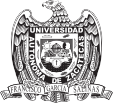 UNIVERSIDAD
AUTONOMA
DE ZACATECAS
FRANCISCO GARCIA SALINAS